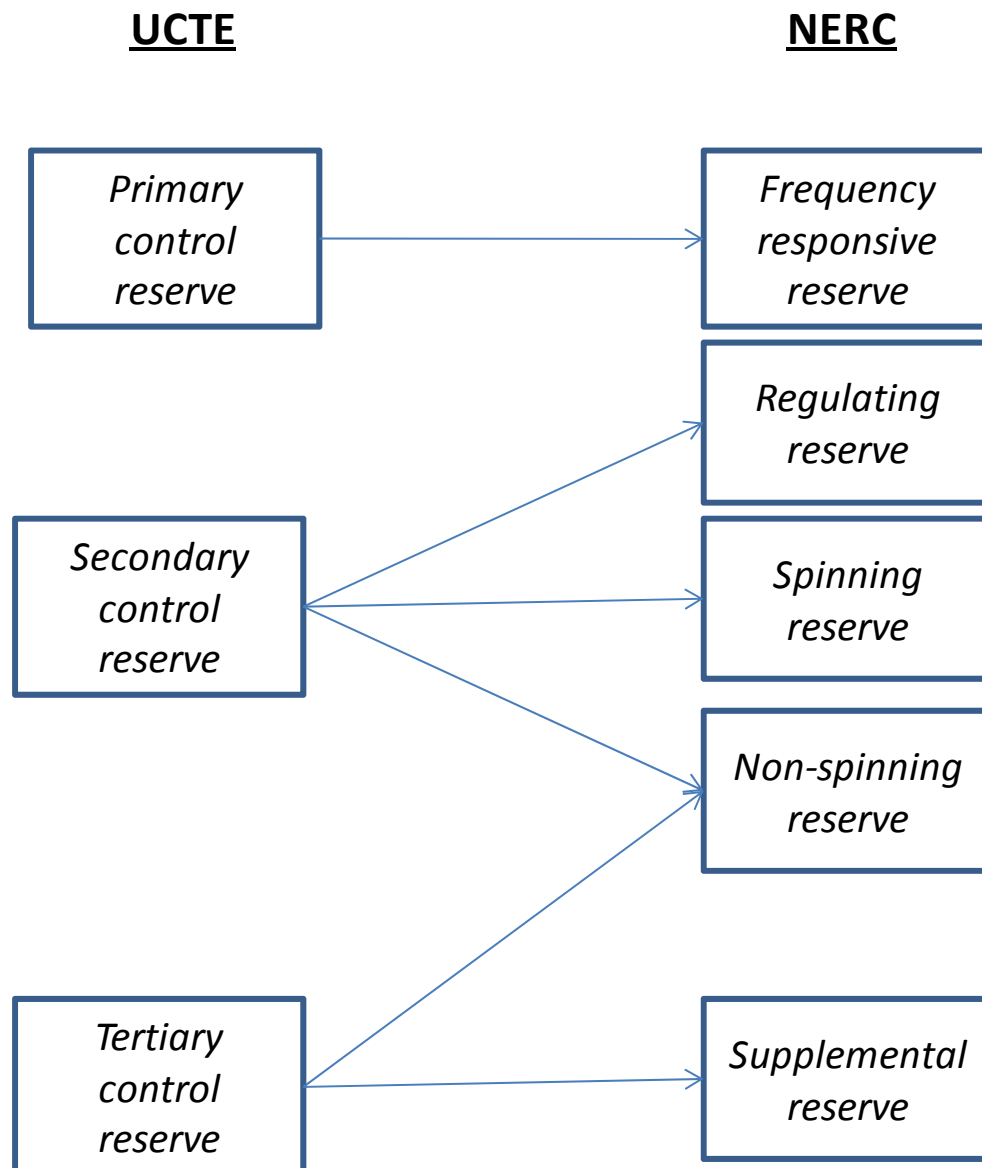 UCTE
NERC
Primary
control
reserve
Frequency
responsive
reserve
Regulating
reserve
Secondary
control
reserve
Spinning
reserve
Non-spinning
reserve
Tertiary
control
reserve
Supplemental
reserve